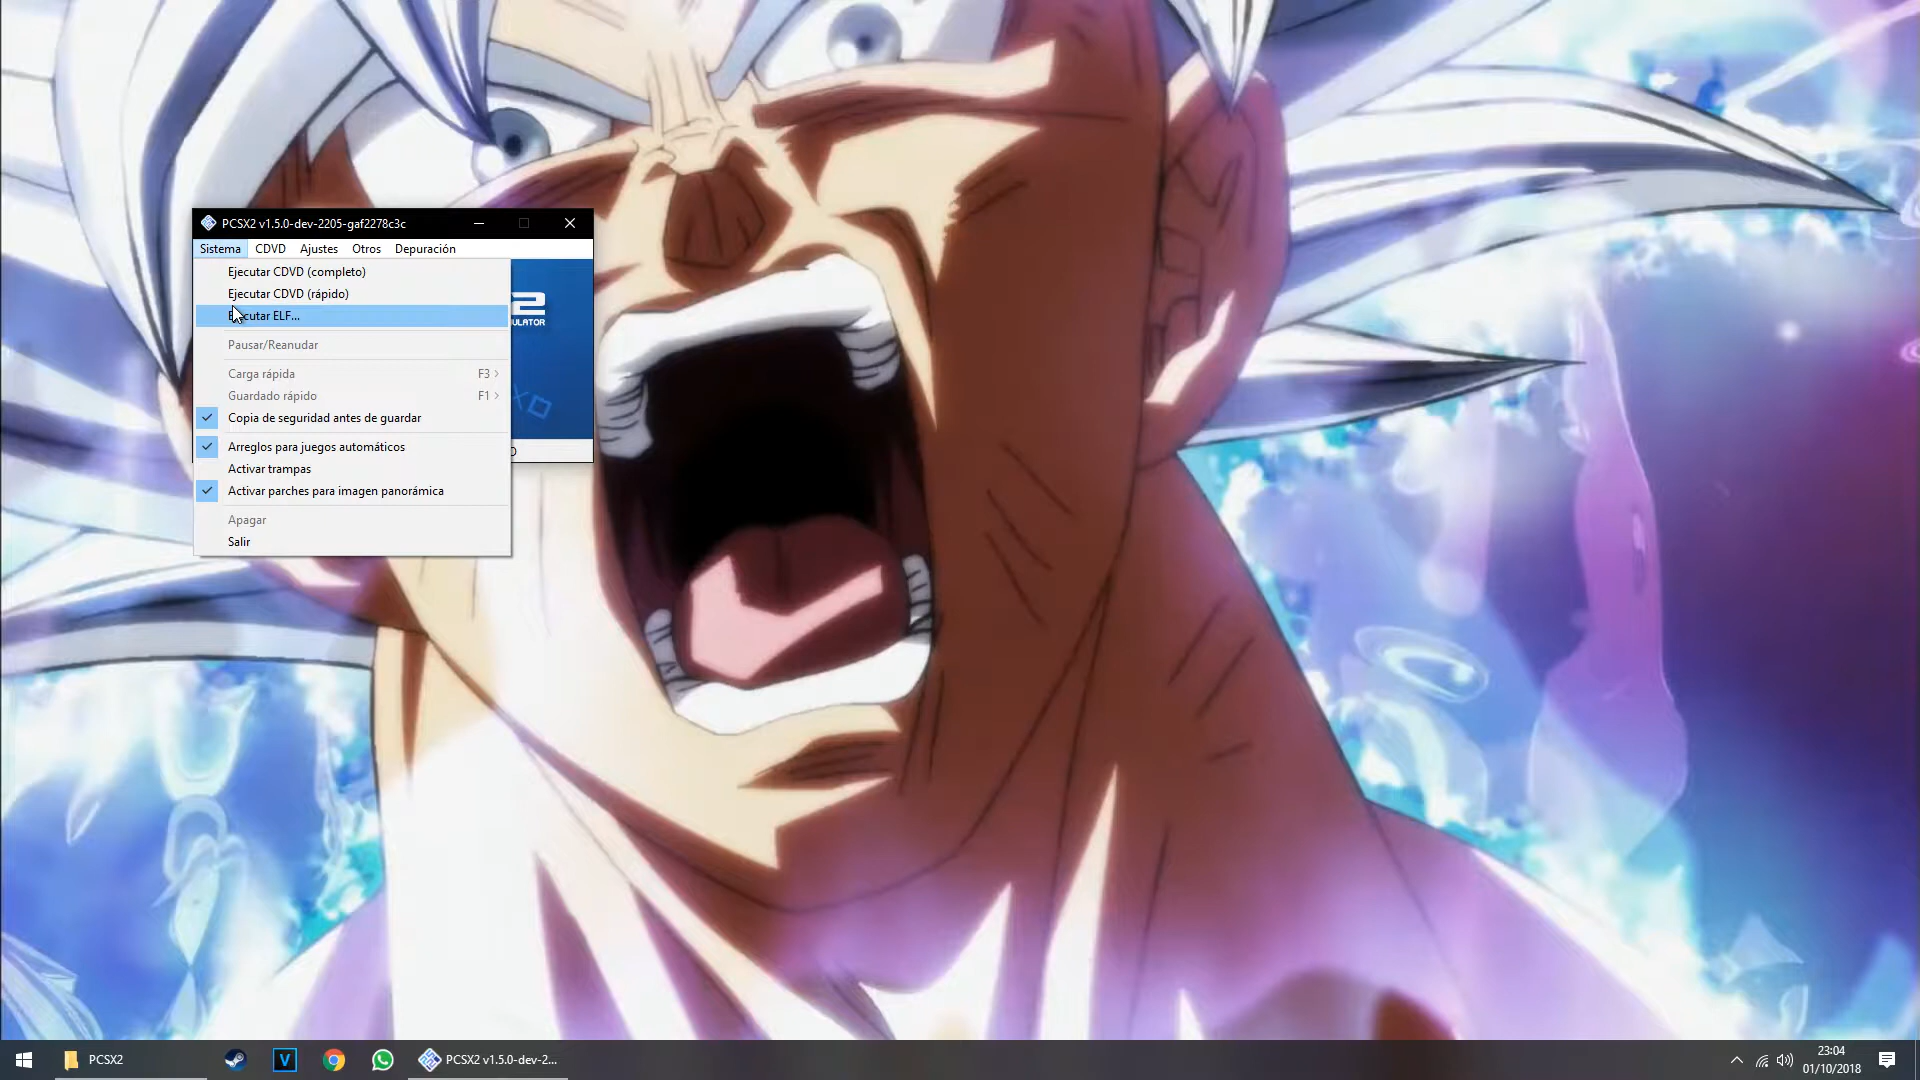 PCSX2 v1.5.0-dev-2205-gaf2278c3c
Sistema CDVD Ajustes Otros Depuración
Ejecutar CDVD (completo)
Ejecutar CDVD (rápido)
Ejecutar ELF...
Pausar/Reanudar
Carga rápida F3
Guardado rápido F1
Copia de seguridad antes de guardar
Arreglos para juegos automáticos
Activar trampas
Activar parches para imagen panorámica
Apagar
Salir
PCSX2
V
PCSX2 v1.5.0-dev-2...
23:04
01/10/2018